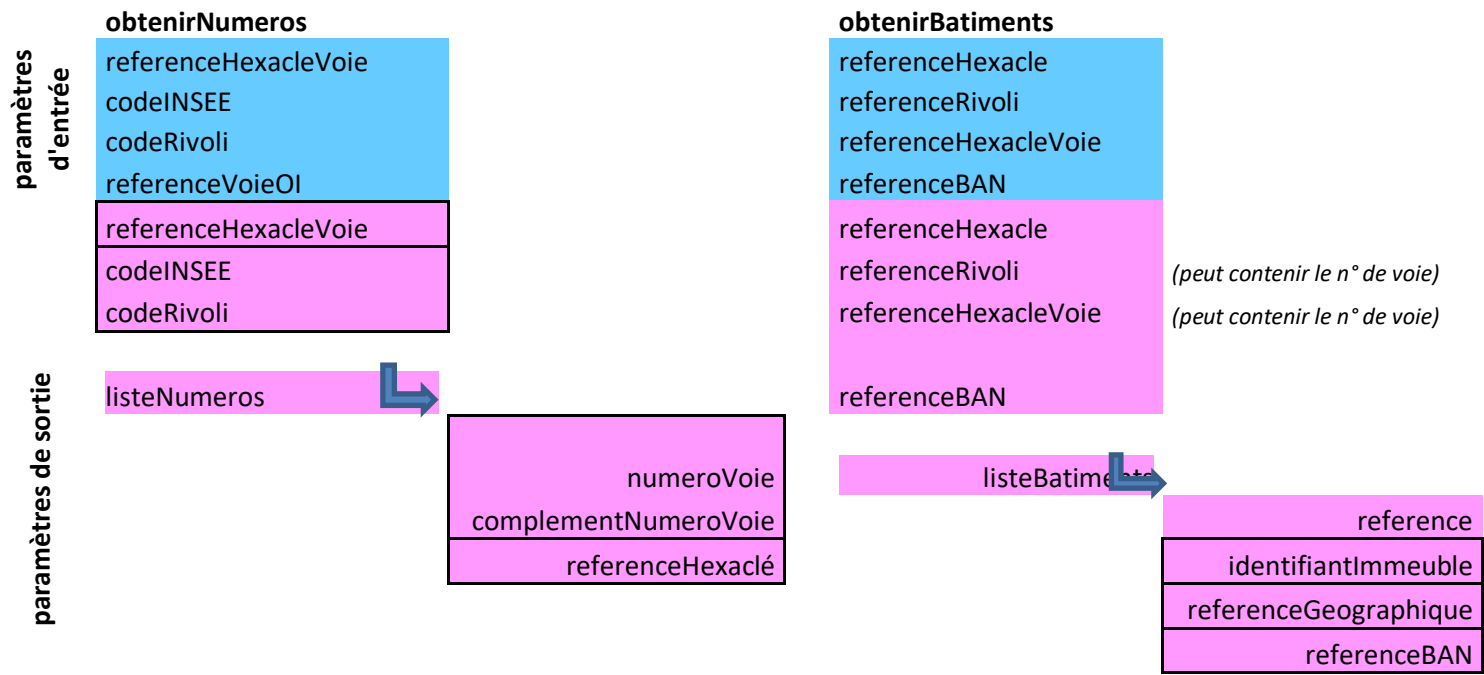 obtenirNumeros
paramètres
d'entrée
referenceHexacleVoie
codeINSEE
codeRivoli
referenceVoieOI
paramètres de sortie
referenceHexacleVoie
codeINSEE
codeRivoli
listeNumeros
numeroVoie
complementNumeroVoie
referenceHexaclé
obtenirBatiments
referenceHexacle
referenceRivoli
referenceHexacleVoie
referenceBAN
referenceHexacle
referenceRivoli (peut contenir le n° de voie)
referenceHexacleVoie (peut contenir le n° de voie)
referenceBAN
listeBatiments
reference
identifiantImmeuble
referenceGeographique
referenceBAN